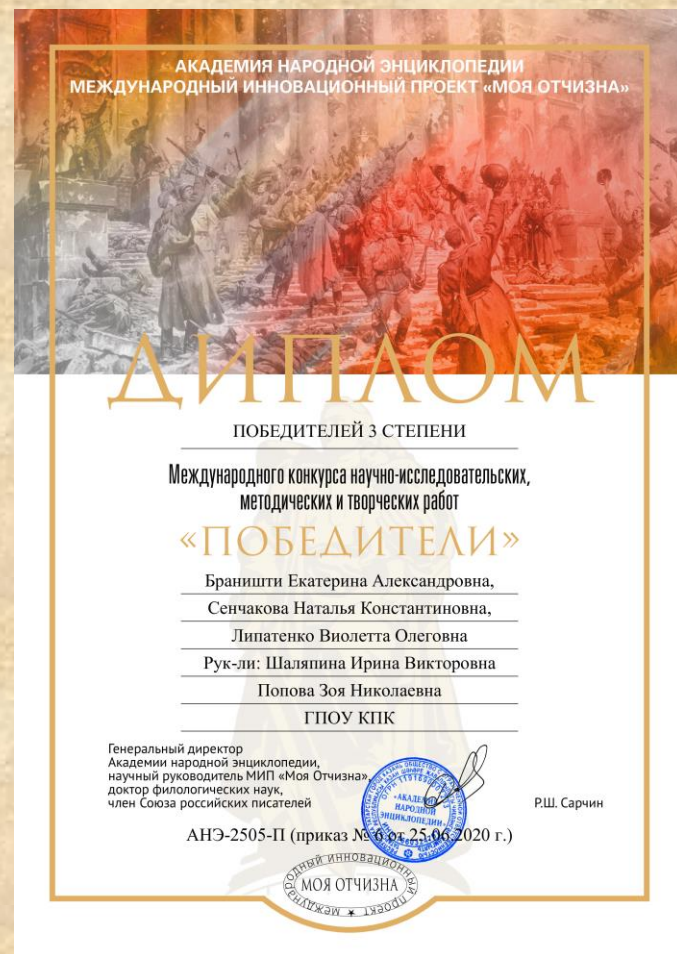 АКАДЕМИЯ НАРОДНОЙ ЭНЦИКЛОПЕДИИ
МЕЖДУНАРОДНЫЙ ИННОВАЦИОННЫЙ ПРОЕКТ «МОЯ ОТЧИЗНА»
ДИПЛОМ
ПОБЕДИТЕЛЕЙ 3 СТЕПЕНИ
Международного конкурса научно-исследовательских,
методических и творческих работ
«ПОБЕДИТЕЛИ»
Браништи Екатерина Александровна,
Сенчакова Наталья Константиновна,
Липатенко Виолетта Олеговна
Рук-ли: Шаляпина Ирина Викторовна
Попова Зоя Николаевна
ГПОУ КПК
Генеральный директор
Академии народной энциклопедии,
научный руководитель МИП «Моя Отчизна»,
доктор филологических наук,
член Союза российских писателей
Р.Ш. Сарчин
«АКАДЕМИЯ
НАРОДНОЙ
ЭНЦИКЛОПЕДИИ»
АНЭ-2505-П (приказ № 6 от 25.06.2020 г.)
МЕЖДУНАРОДНЫЙ ИННОВАЦИОННЫЙ ПРОЕКТ
МОЯ ОТЧИЗНА